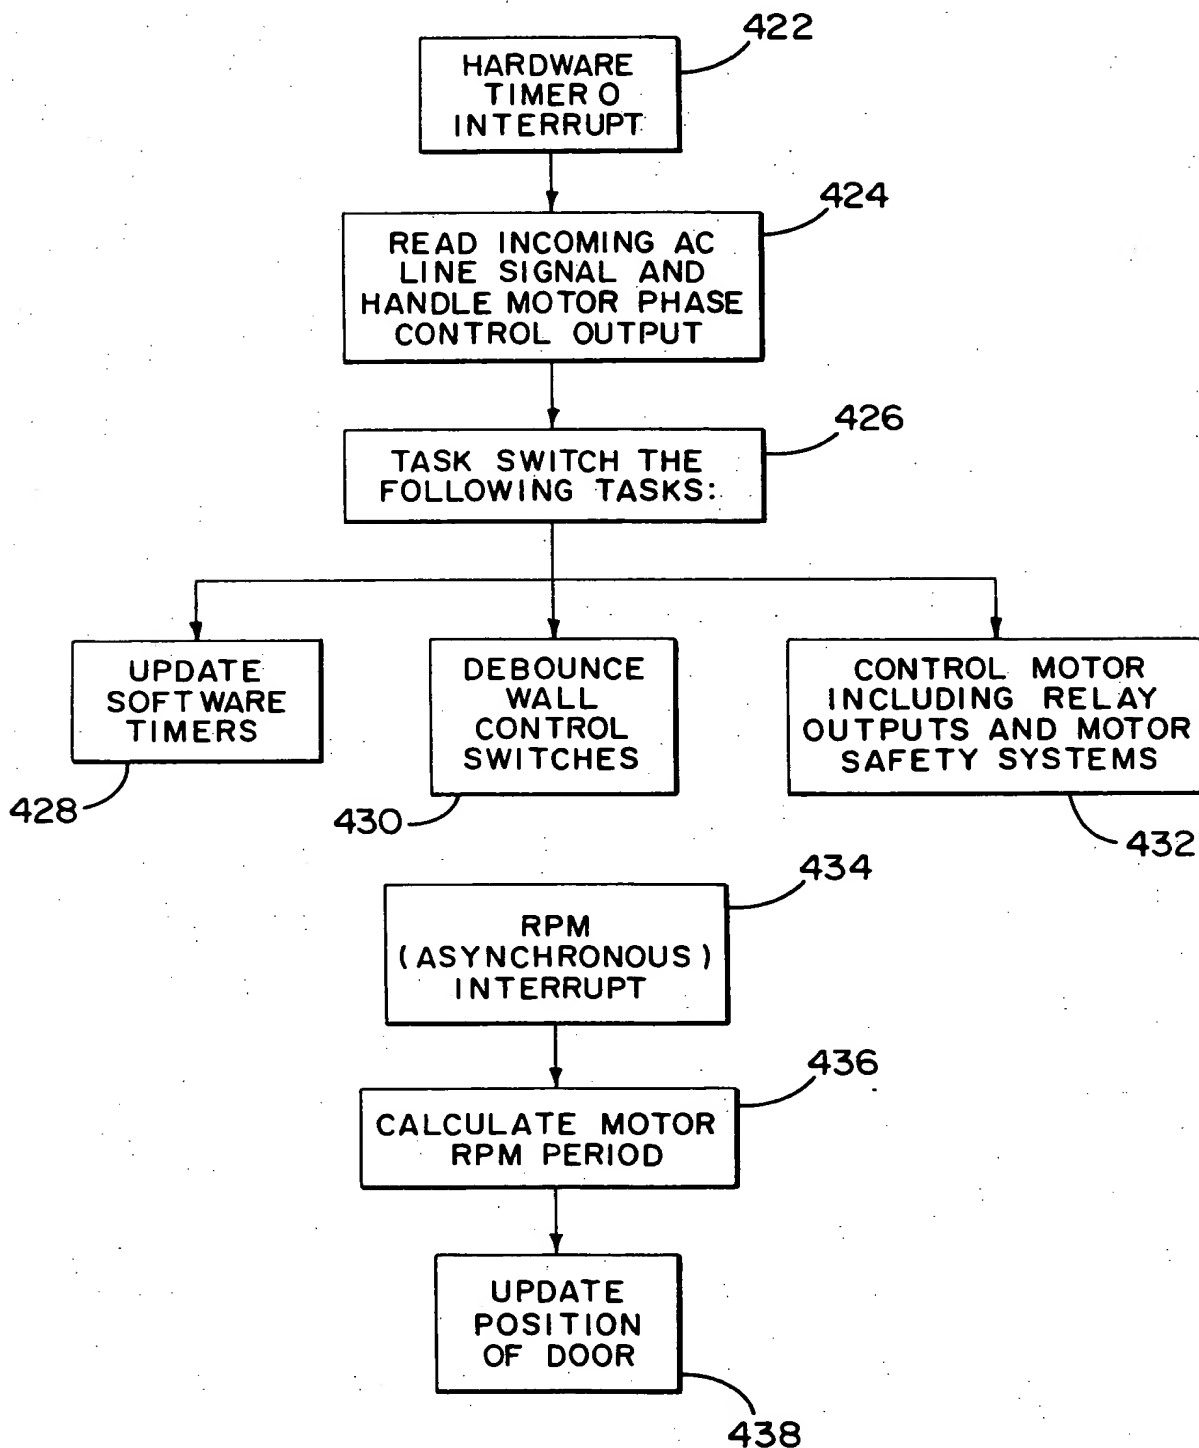 422
HARDWARE
TIMER 0
INTERRUPT
424
READ INCOMING AC
LINE SIGNAL AND
HANDLE MOTOR PHASE
CONTROL OUTPUT
426
TASK SWITCH THE
FOLLOWING TASKS:
UPDATE
SOFTWARE
TIMERS
428
DEBOUNCE
WALL
CONTROL
SWITCHES
430
CONTROL MOTOR
INCLUDING RELAY
OUTPUTS AND MOTOR
SAFETY SYSTEMS
432
434
RPM
(ASYNCHRONOUS)
INTERRUPT
436
CALCULATE MOTOR
RPM PERIOD
UPDATE
POSITION
OF DOOR
438